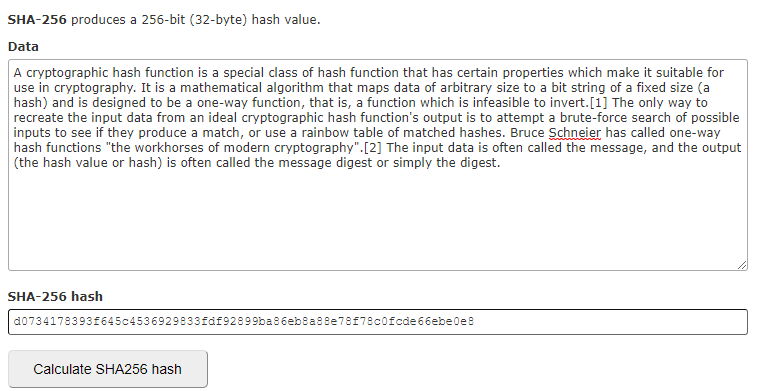 SHA-256 produces a 256-bit (32-byte) hash value.
Data
A cryptographic hash function is a special class of hash function that has certain properties which make it suitable for
use in cryptography. It is a mathematical algorithm that maps data of arbitrary size to a bit string of a fixed size (a
hash) and is designed to be a one-way function, that is, a function which is infeasible to invert.[1] The only way to
recreate the input data from an ideal cryptographic hash function's output is to attempt a brute-force search of possible
inputs to see if they produce a match, or use a rainbow table of matched hashes. Bruce Schneier has called one-way
hash functions "the workhorses of modern cryptography".[2] The input data is often called the message, and the output
(the hash value or hash) is often called the message digest or simply the digest.
SHA-256 hash
d0734178393f645c4536929833fdf92899ba86eb8a88e78f78c0fcde66ebe0e8
Calculate SHA256 hash